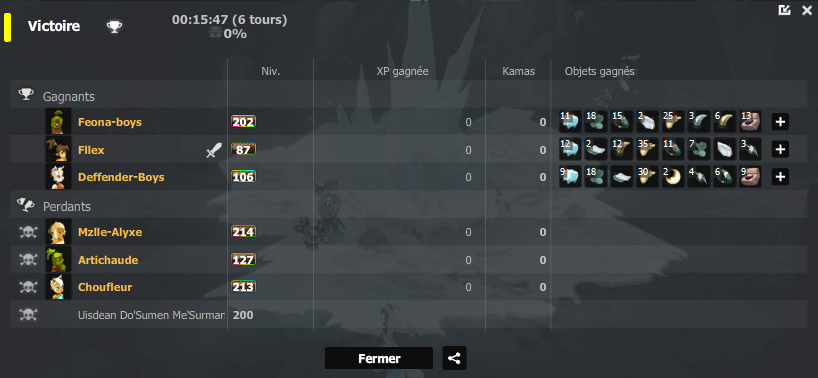 Victoire 00:15:47 (6 tours)
0%
Niv. XP gagnée Kamas Objets gagnés
Gagnants
Feona-boys 202 0 0 11 18 15 2 25 3 6 13 +
Fllex 87 0 0 12 2 12 35 11 7 3 +
Deffender-Boys 106 0 0 9 18 30 2 4 6 9 +
Perdants
Mzlle-Alyxe 214 0 0
Artichaude 127 0 0
Choufleur 213 0 0
Uisdean Do'Sumen Me'Surmar 200
Fermer